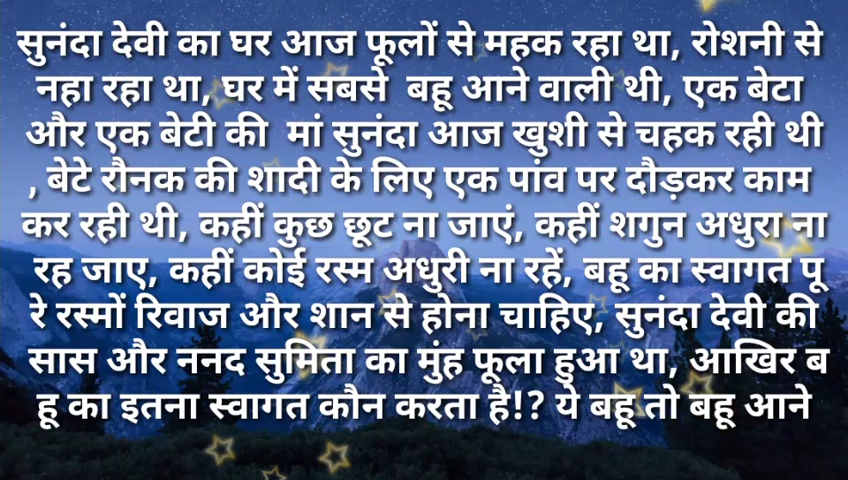 सुनंदा देवी का घर आज फूलों से महक रहा था, रोशनी से
नहा रहा था, घर में सबसे  बहू आने वाली थी, एक बेटा
और एक बेटी की  मां सुनंदा आज खुशी से चहक रही थी
, बेटे रौनक की शादी के लिए एक पांव पर दौड़कर काम
कर रही थी, कहीं कुछ छूट ना जाएं, कहीं शगुन अधुरा ना
रह जाए, कहीं कोई रस्म अधुरी ना रहें, बहू का स्वागत पू
रे रस्मों रिवाज और शान से होना चाहिए, सुनंदा देवी की
सास और ननद सुमिता का मुंह फूला हुआ था, आखिर ब
हू का इतना स्वागत कौन करता है!? ये बहू तो बहू आने